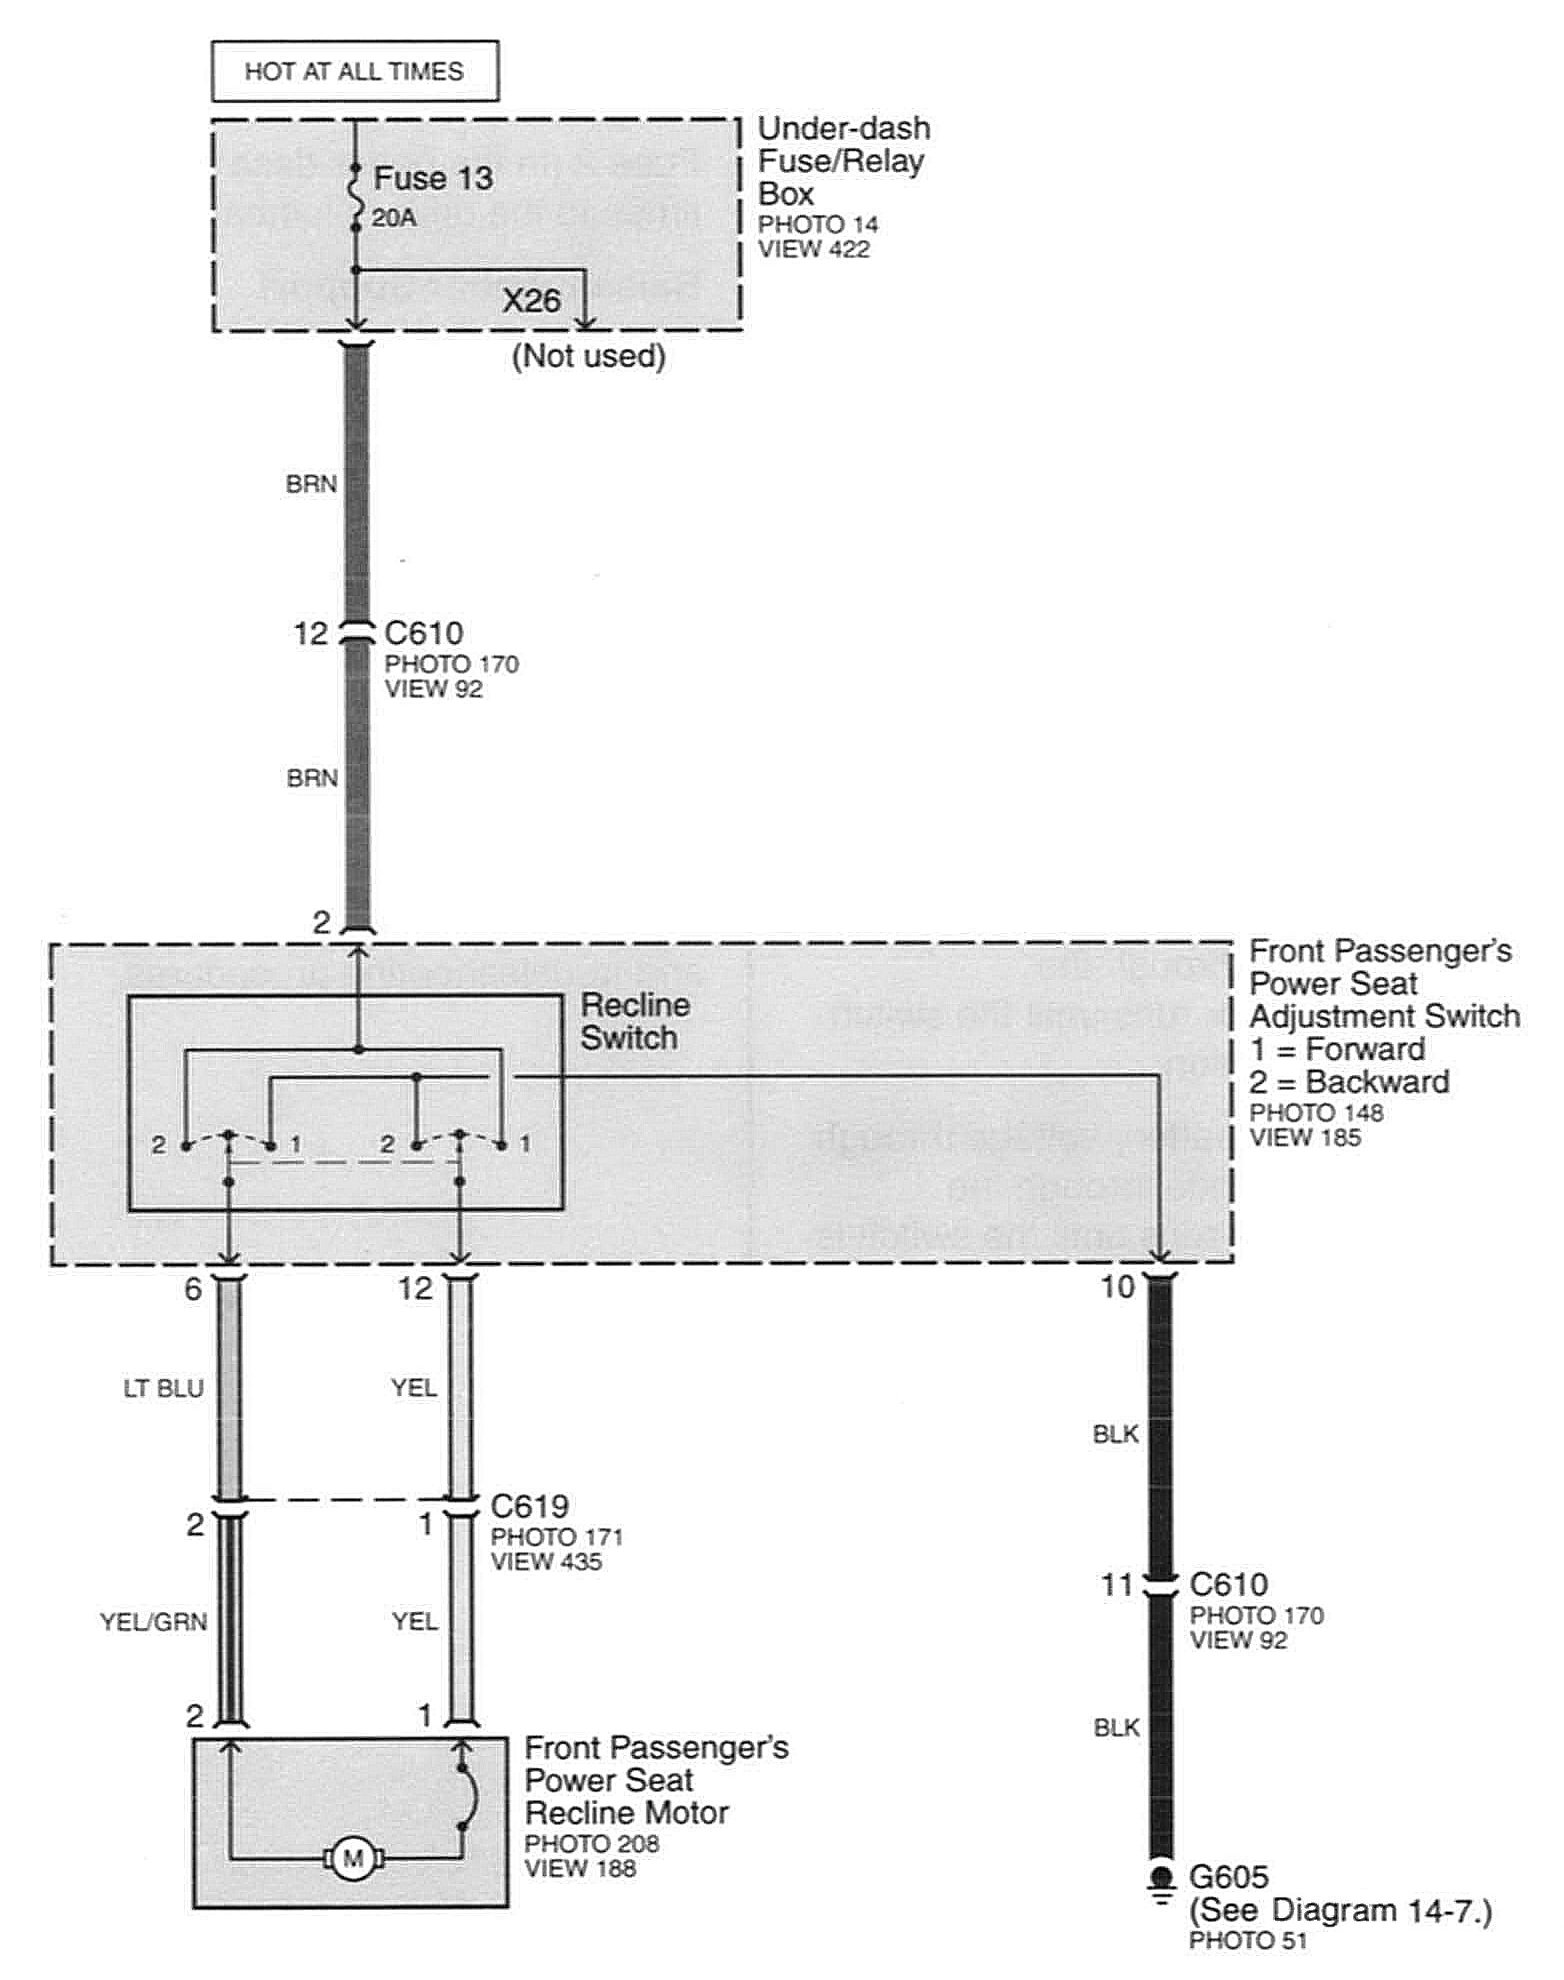 HOT AT ALL TIMES
Under-dash
Fuse/Relay
Box
PHOTO 14
VIEW 422
Fuse 13
20A
X26
(Not used)
BRN
12
C610
PHOTO 170
VIEW 92
BRN
2
Front Passenger's
Power Seat
Adjustment Switch
1 = Forward
2 = Backward
PHOTO 148
VIEW 185
Recline
Switch
2 1 2 1
6 12 10
LT BLU YEL
BLK
C619
PHOTO 171
VIEW 435
2 1
11
C610
PHOTO 170
VIEW 92
YEL/GRN YEL
2 1
BLK
Front Passenger's
Power Seat
Recline Motor
PHOTO 208
VIEW 188
M
G605
(See Diagram 14-7.)
PHOTO 51